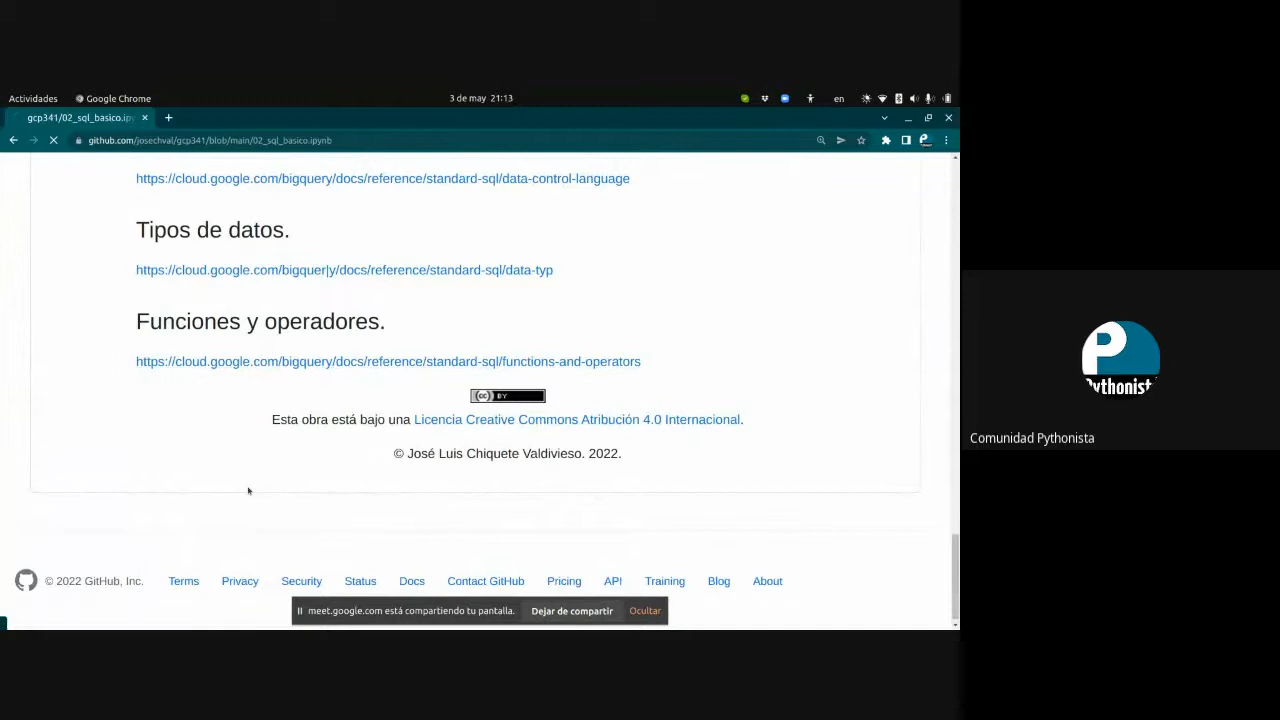 Actividades
Google Chrome
3 de may 21:13
en
gcp341/02_sql_basico.ipy
github.com/josechval/gcp341/blob/main/02_sql_basico.ipynb
https://cloud.google.com/bigquery/docs/reference/standard-sql/data-control-language
Tipos de datos.
https://cloud.google.com/bigquer|y/docs/reference/standard-sql/data-typ
Funciones y operadores.
https://cloud.google.com/bigquery/docs/reference/standard-sql/functions-and-operators
cc BY
Esta obra está bajo una Licencia Creative Commons Atribución 4.0 Internacional.
© José Luis Chiquete Valdivieso. 2022.
© 2022 GitHub, Inc. Terms Privacy Security Status Docs Contact GitHub Pricing API Training Blog About
meet.google.com está compartiendo tu pantalla. Dejar de compartir Ocultar
P
Pythonist
Comunidad Pythonista